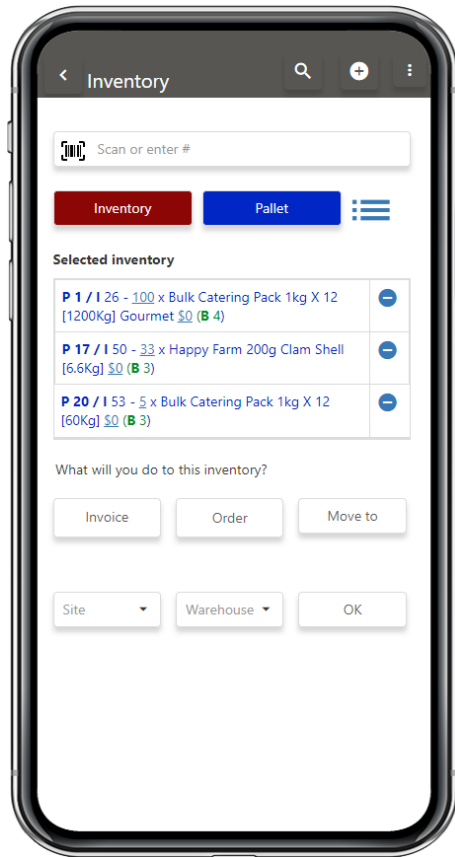 Inventory
Scan or enter #
Inventory
Pallet
Selected inventory
P 1 / I 26 - 100 x Bulk Catering Pack 1kg X 12
[1200Kg] Gourmet $0 (B 4)
P 17 / I 50 - 33 x Happy Farm 200g Clam Shell
[6.6Kg] $0 (B 3)
P 20 / I 53 - 5 x Bulk Catering Pack 1kg X 12
[60Kg] $0 (B 3)
What will you do to this inventory?
Invoice
Order
Move to
Site
Warehouse
OK